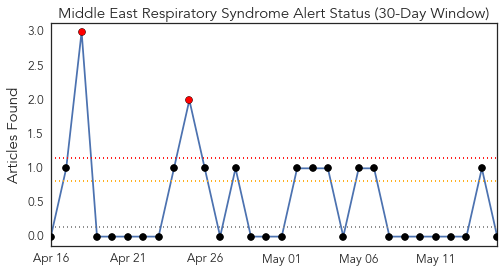 Middle East Respiratory Syndrome Alert Status (30-Day Window)
Articles Found
3.0
2.5
2.0
1.5
1.0
0.5
0.0
Apr 16 Apr 21 Apr 26 May 01 May 06 May 11